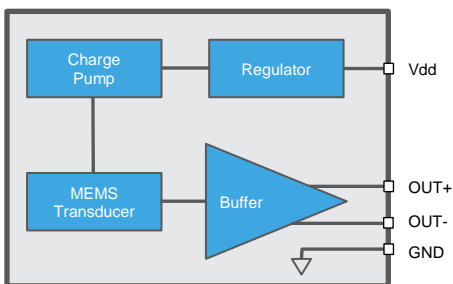 Charge
Pump
Regulator
Vdd
MEMS
Transducer
Buffer
OUT+
OUT-
GND